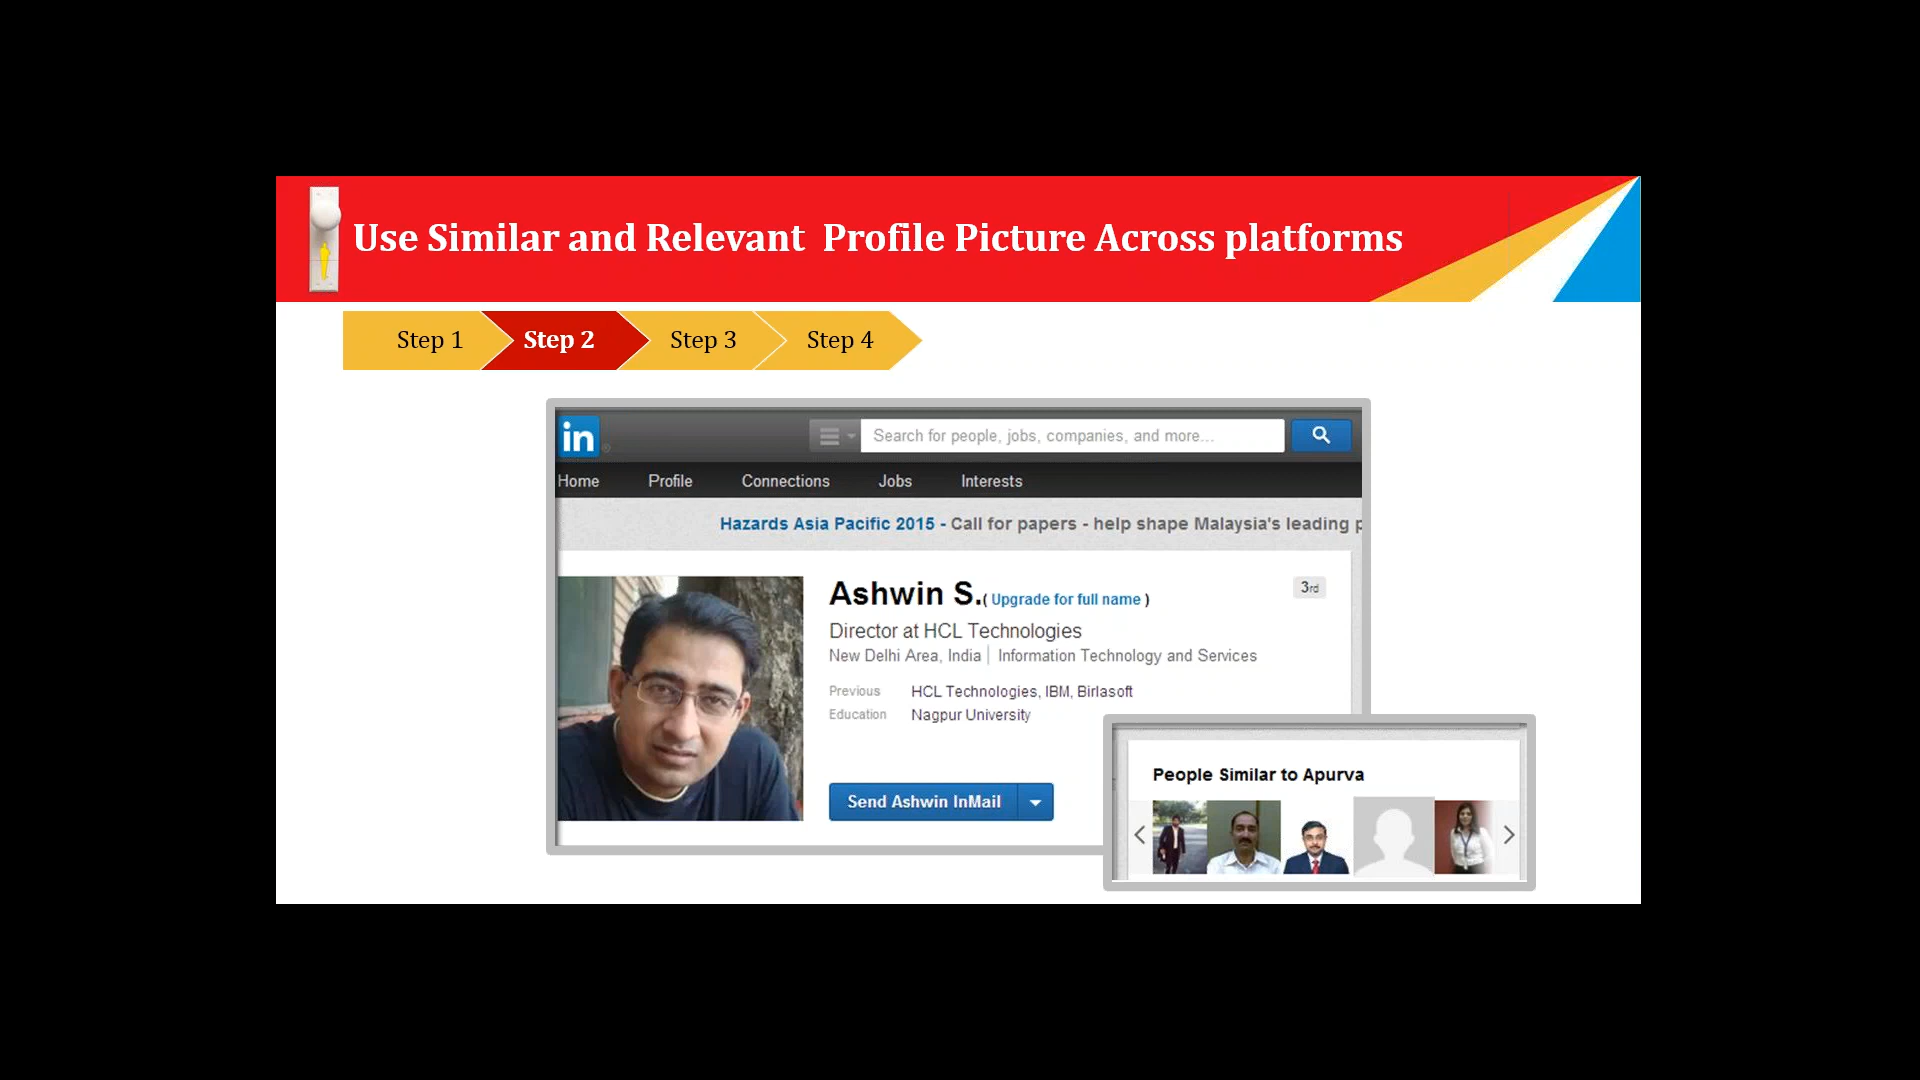 Use Similar and Relevant  Profile Picture Across platforms
Step 1
Step 2
Step 3
Step 4
in
Search for people, jobs, companies, and more...
Home
Profile
Connections
Jobs
Interests
Hazards Asia Pacific 2015 - Call for papers - help shape Malaysia's leading p
Ashwin S.( Upgrade for full name )
3rd
Director at HCL Technologies
New Delhi Area, India | Information Technology and Services
Previous HCL Technologies, IBM, Birlasoft
Education Nagpur University
Send Ashwin InMail
People Similar to Apurva